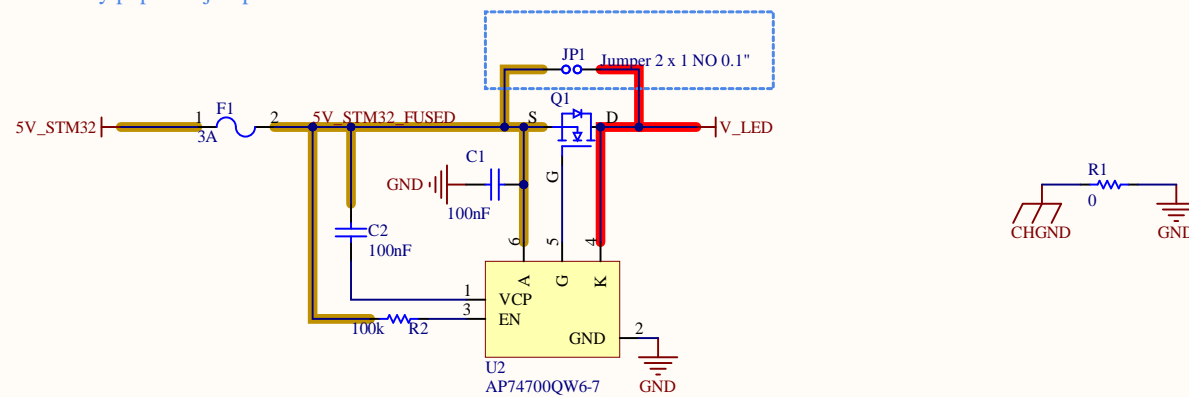 JP1
Jumper 2 x 1 NO 0.1"
Q1
F1
1
2
5V_STM32_FUSED
S
D
5V_STM32
3A
V_LED
C1
G
GND
100nF
R1
0
CHGND
GND
C2
100nF
6
5
4
A
G
K
1
VCP
3
EN
100k
R2
GND
2
U2
AP74700QW6-7
GND